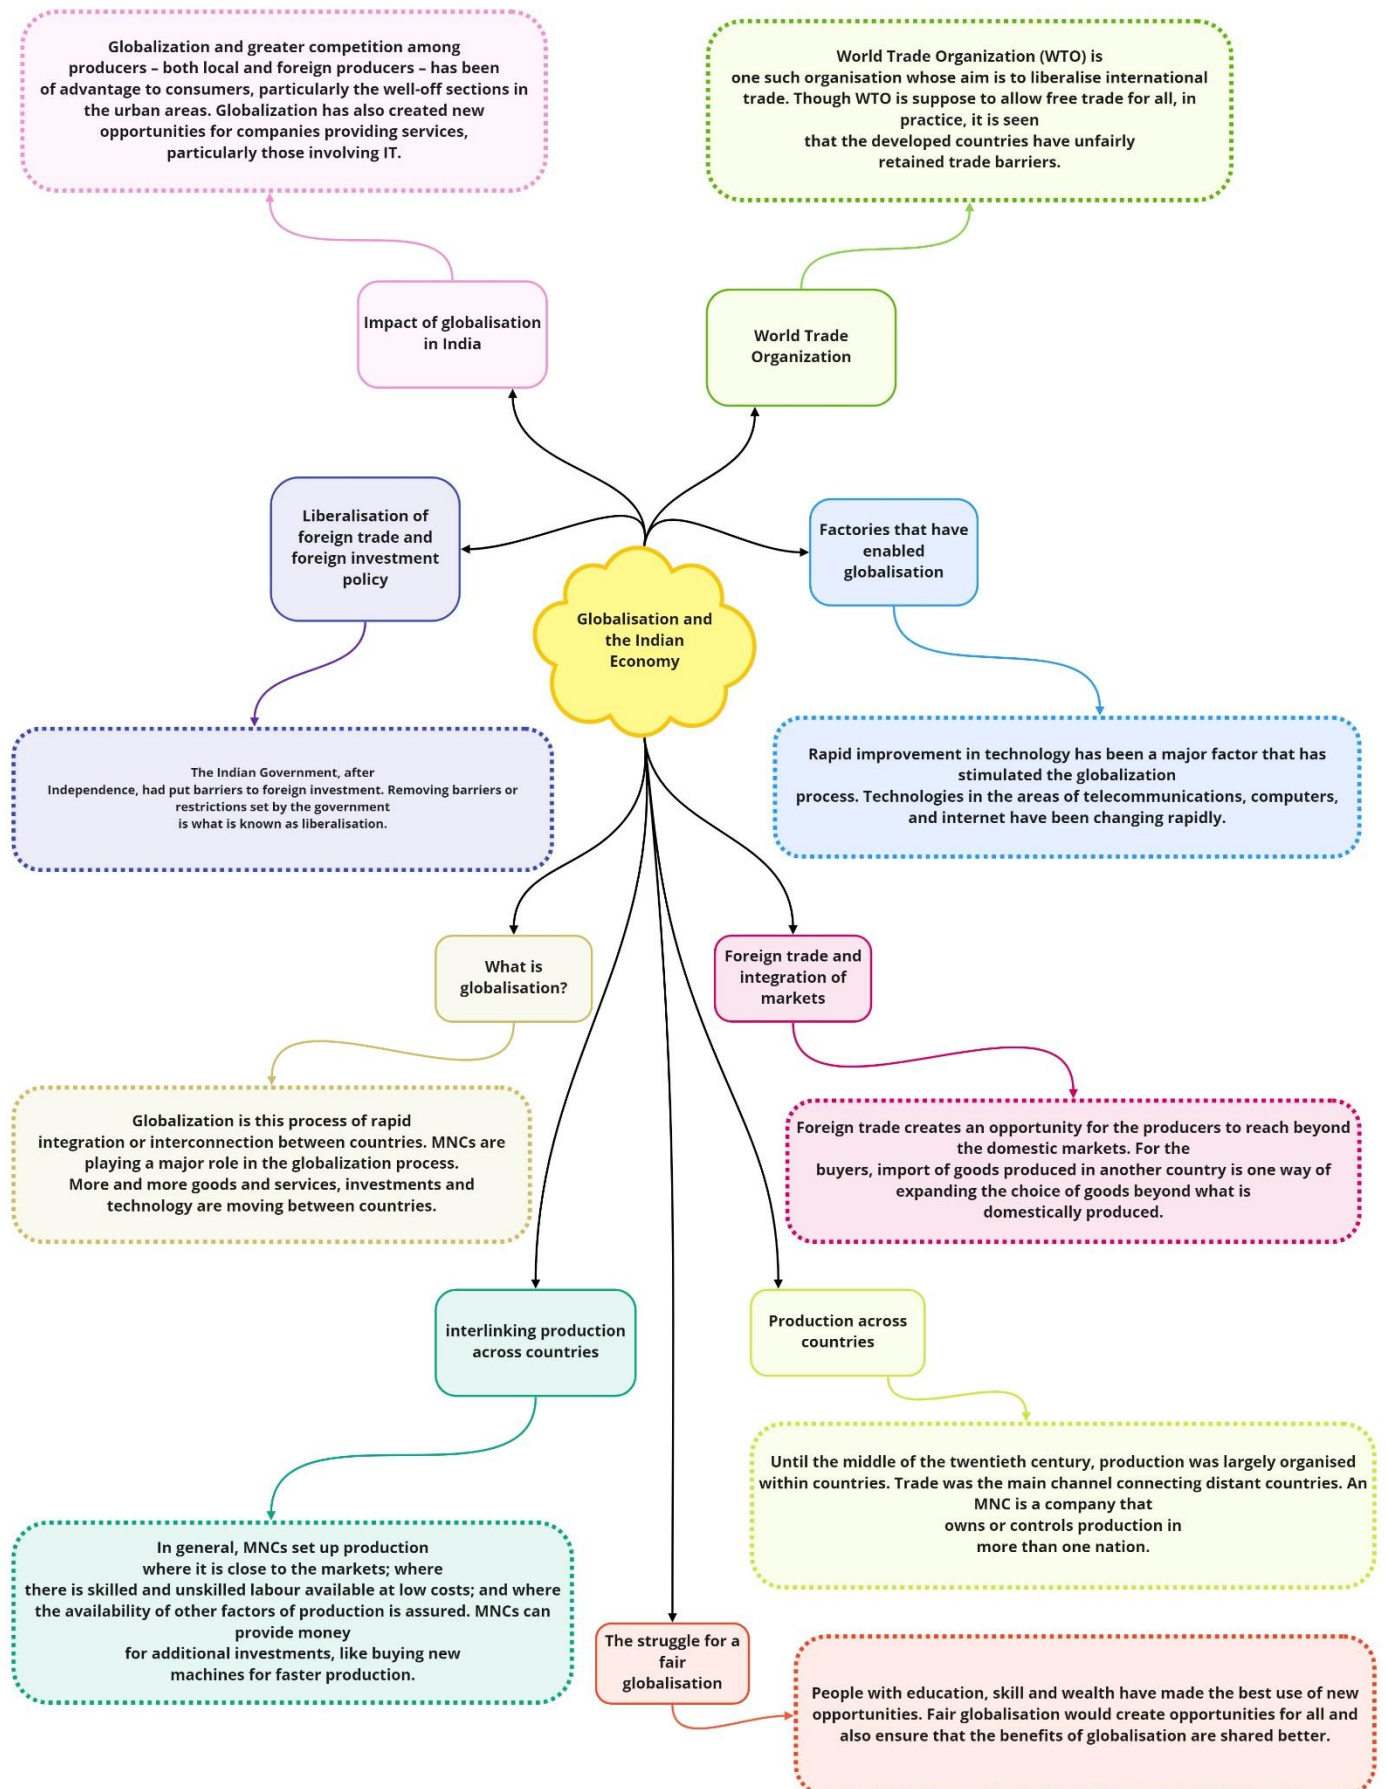 Globalization and greater competition among
producers – both local and foreign producers – has been
of advantage to consumers, particularly the well-off sections in
the urban areas. Globalization has also created new
opportunities for companies providing services,
particularly those involving IT.
World Trade Organization (WTO) is
one such organisation whose aim is to liberalise international
trade. Though WTO is suppose to allow free trade for all, in
practice, it is seen
that the developed countries have unfairly
retained trade barriers.
Impact of globalisation
in India
World Trade
Organization
Liberalisation of
foreign trade and
foreign investment
policy
Factories that have
enabled
globalisation
Globalisation and
the Indian
Economy
The Indian Government, after
Independence, had put barriers to foreign investment. Removing barriers or
restrictions set by the government
is what is known as liberalisation.
Rapid improvement in technology has been a major factor that has
stimulated the globalization
process. Technologies in the areas of telecommunications, computers,
and internet have been changing rapidly.
What is
globalisation?
Foreign trade and
integration of
markets
Globalization is this process of rapid
integration or interconnection between countries. MNCs are
playing a major role in the globalization process.
More and more goods and services, investments and
technology are moving between countries.
Foreign trade creates an opportunity for the producers to reach beyond
the domestic markets. For the
buyers, import of goods produced in another country is one way of
expanding the choice of goods beyond what is
domestically produced.
interlinking production
across countries
Production across
countries
Until the middle of the twentieth century, production was largely organised
within countries. Trade was the main channel connecting distant countries. An
MNC is a company that
owns or controls production in
more than one nation.
In general, MNCs set up production
where it is close to the markets; where
there is skilled and unskilled labour available at low costs; and where
the availability of other factors of production is assured. MNCs can
provide money
for additional investments, like buying new
machines for faster production.
The struggle for a
fair
globalisation
People with education, skill and wealth have made the best use of new
opportunities. Fair globalisation would create opportunities for all and
also ensure that the benefits of globalisation are shared better.